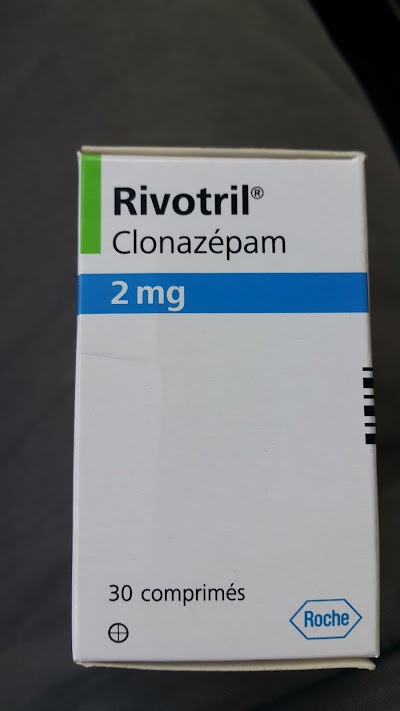 Rivotril®
Clonazépam
2 mg
30 comprimés
Roche